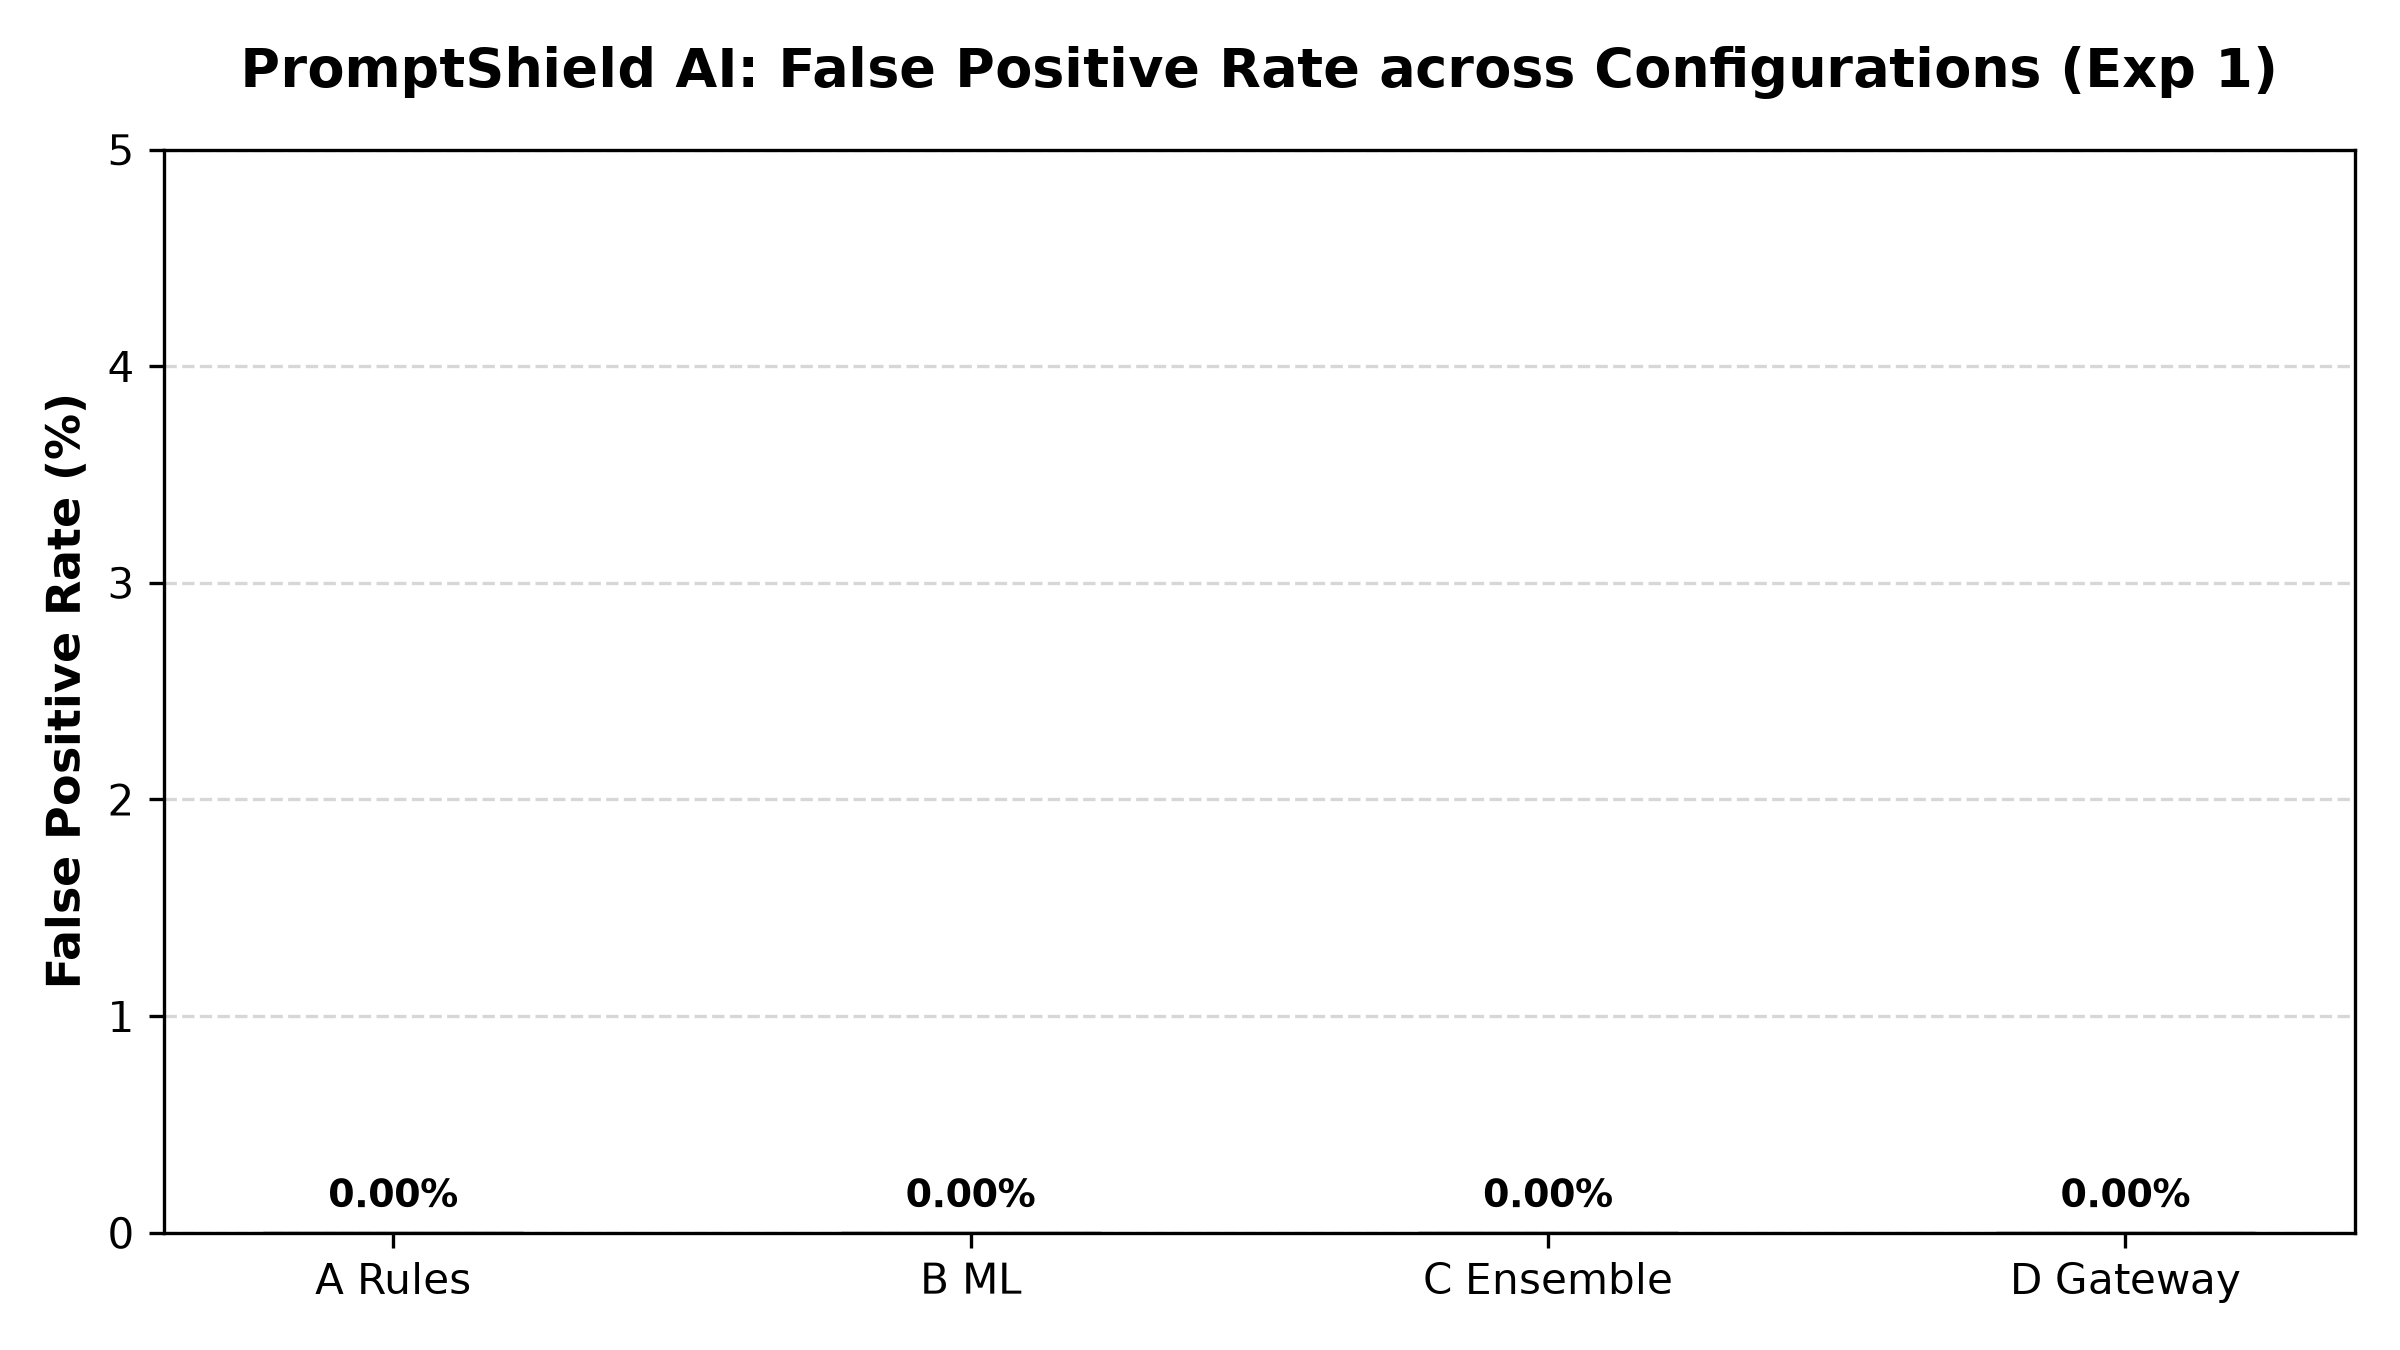 PromptShield AI: False Positive Rate across Configurations (Exp 1)
False Positive Rate (%)
5
4
3
2
1
0
0.00% 0.00% 0.00% 0.00%
A Rules B ML C Ensemble D Gateway